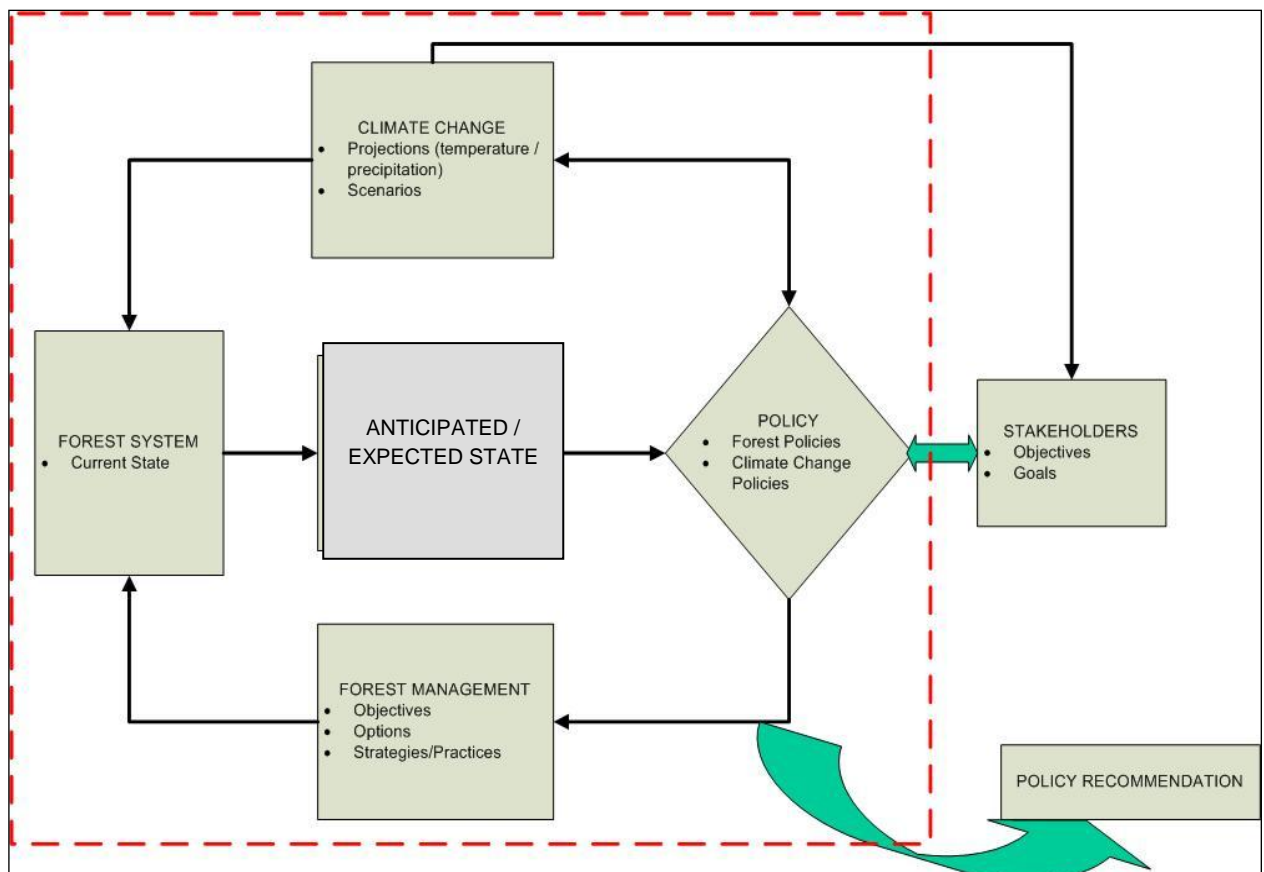 CLIMATE CHANGE
• Projections (temperature /
precipitation)
• Scenarios
FOREST SYSTEM
• Current State
ANTICIPATED /
EXPECTED STATE
POLICY
• Forest Policies
• Climate Change
Policies
STAKEHOLDERS
• Objectives
• Goals
FOREST MANAGEMENT
• Objectives
• Options
• Strategies/Practices
POLICY RECOMMENDATION